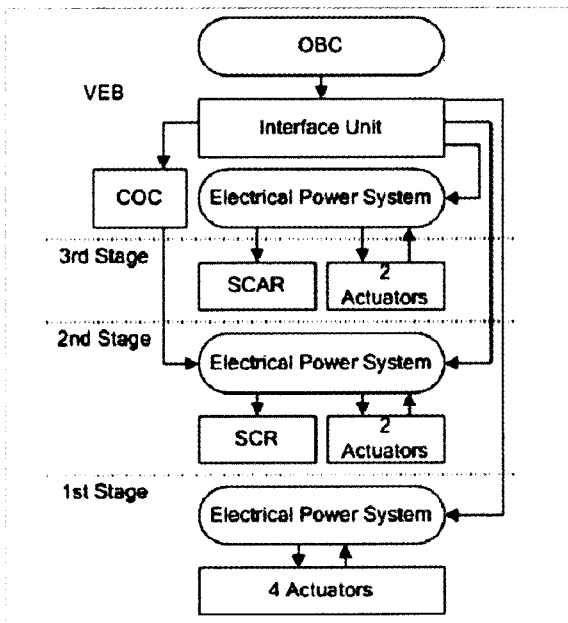 OBC
VEB
Interface Unit
COC
Electrical Power System
3rd Stage
SCAR
2
Actuators
2nd Stage
Electrical Power System
SCR
2
Actuators
1st Stage
Electrical Power System
4 Actuators